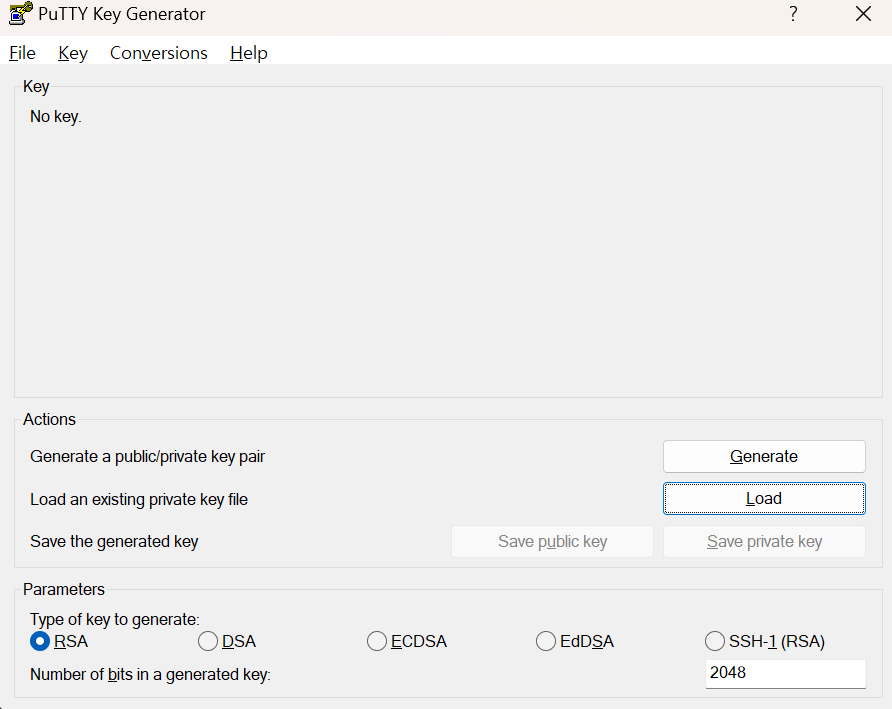 PuTTY Key Generator
?
File Key Conversions Help
Key
No key.
Actions
Generate a public/private key pair
Generate
Load an existing private key file
Load
Save the generated key
Save public key
Save private key
Parameters
Type of key to generate:
RSA DSA ECDSA EdDSA SSH-1 (RSA)
Number of bits in a generated key:
2048